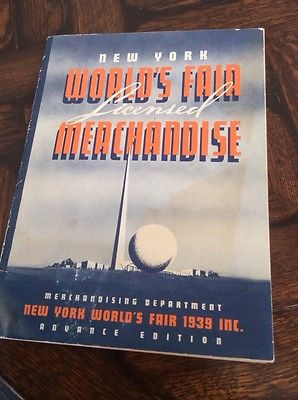 NEW YORK
WORLD'S FAIR
Licensed
MERCHANDISE
MERCHANDISING DEPARTMENT
NEW YORK WORLD'S FAIR 1939 INC.
ADVANCE EDITION